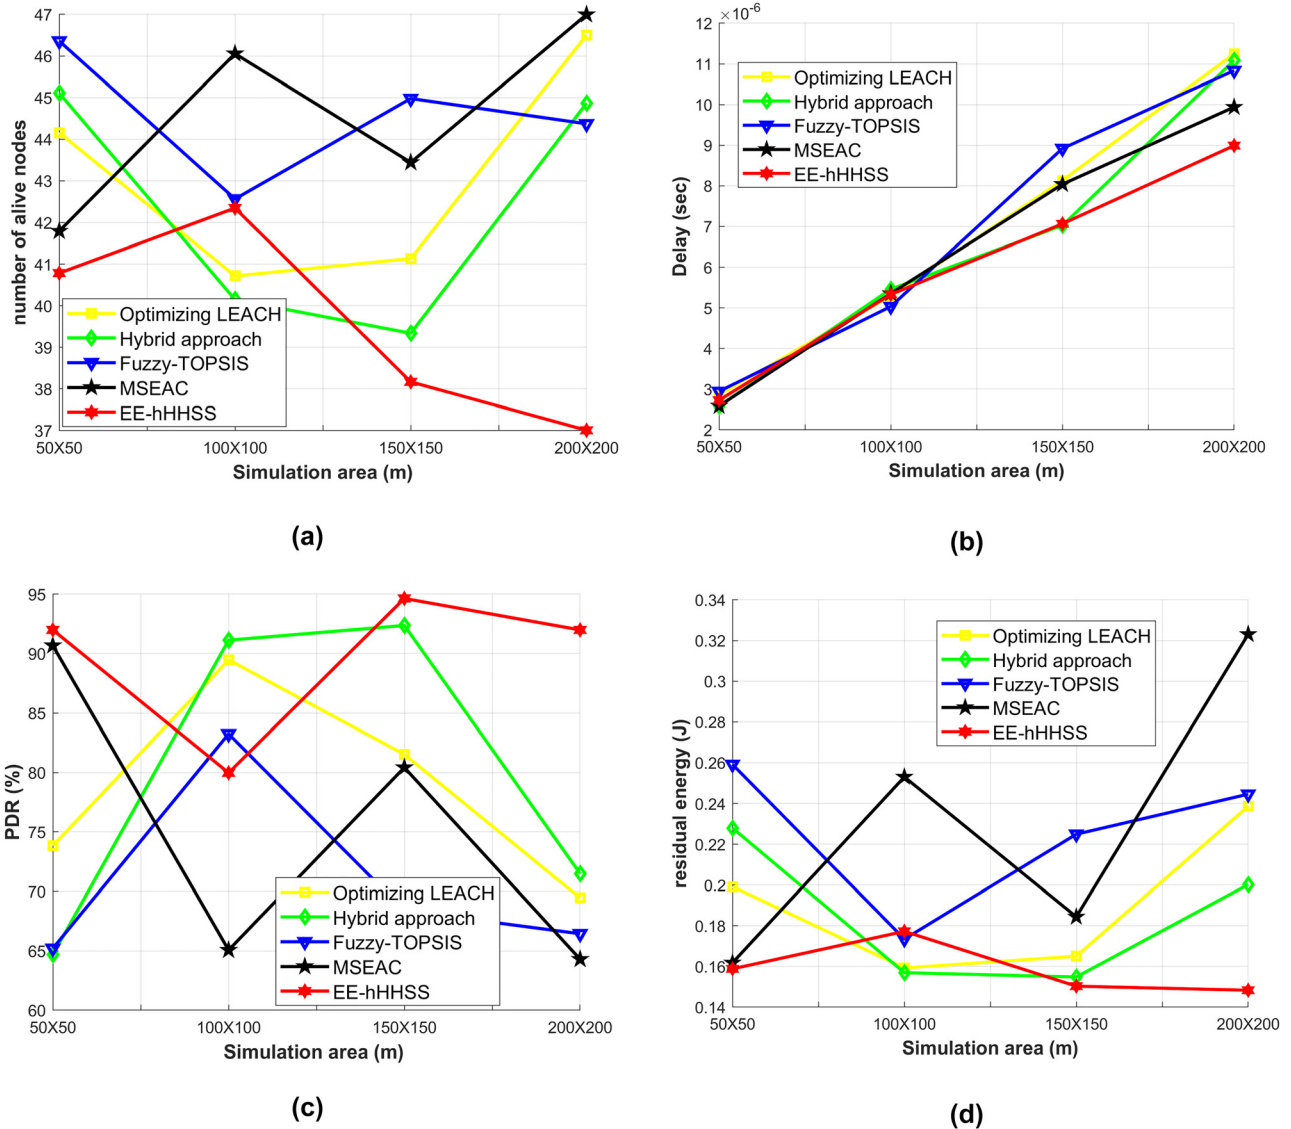 47
46
45
44
43
42
41
40
39
38
37
number of alive nodes
Optimizing LEACH
Hybrid approach
Fuzzy-TOPSIS
MSEAC
EE-hHHSS
50X50 100X100 150X150 200X200
Simulation area (m)
(a)
×10-6
12
11
10
9
8
7
6
5
4
3
2
Delay (sec)
Optimizing LEACH
Hybrid approach
Fuzzy-TOPSIS
MSEAC
EE-hHHSS
50X50 100X100 150X150 200X200
Simulation area (m)
(b)
95
90
85
80
75
70
65
60
PDR (%)
Optimizing LEACH
Hybrid approach
Fuzzy-TOPSIS
MSEAC
EE-hHHSS
50X50 100X100 150X150 200X200
Simulation area (m)
(c)
0.34
0.32
0.3
0.28
0.26
0.24
0.22
0.2
0.18
0.16
0.14
residual energy (J)
Optimizing LEACH
Hybrid approach
Fuzzy-TOPSIS
MSEAC
EE-hHHSS
50X50 100X100 150X150 200X200
Simulation area (m)
(d)